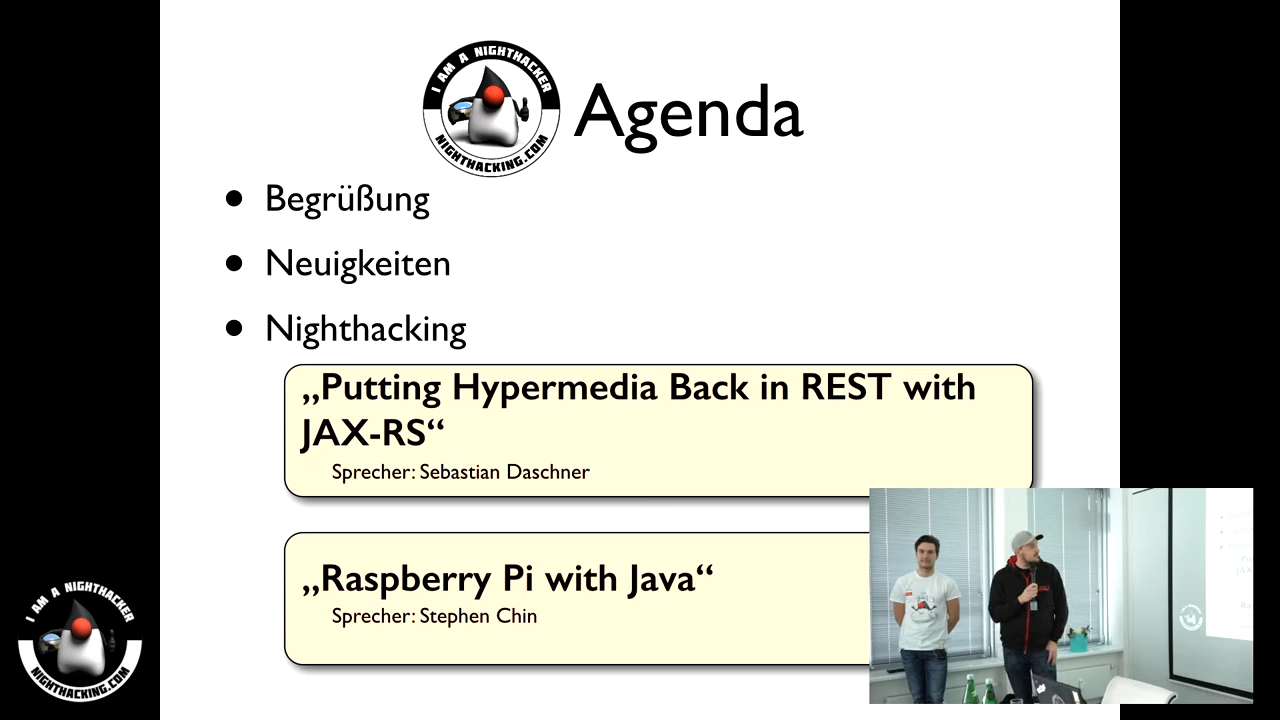 I AM A NIGHTHACKER
NIGHTHACKING.COM
Agenda
• Begrüßung
• Neuigkeiten
• Nighthacking
„Putting Hypermedia Back in REST with
JAX-RS“
Sprecher: Sebastian Daschner
„Raspberry Pi with Java“
Sprecher: Stephen Chin
I AM A NIGHTHACKER
NIGHTHACKING.COM